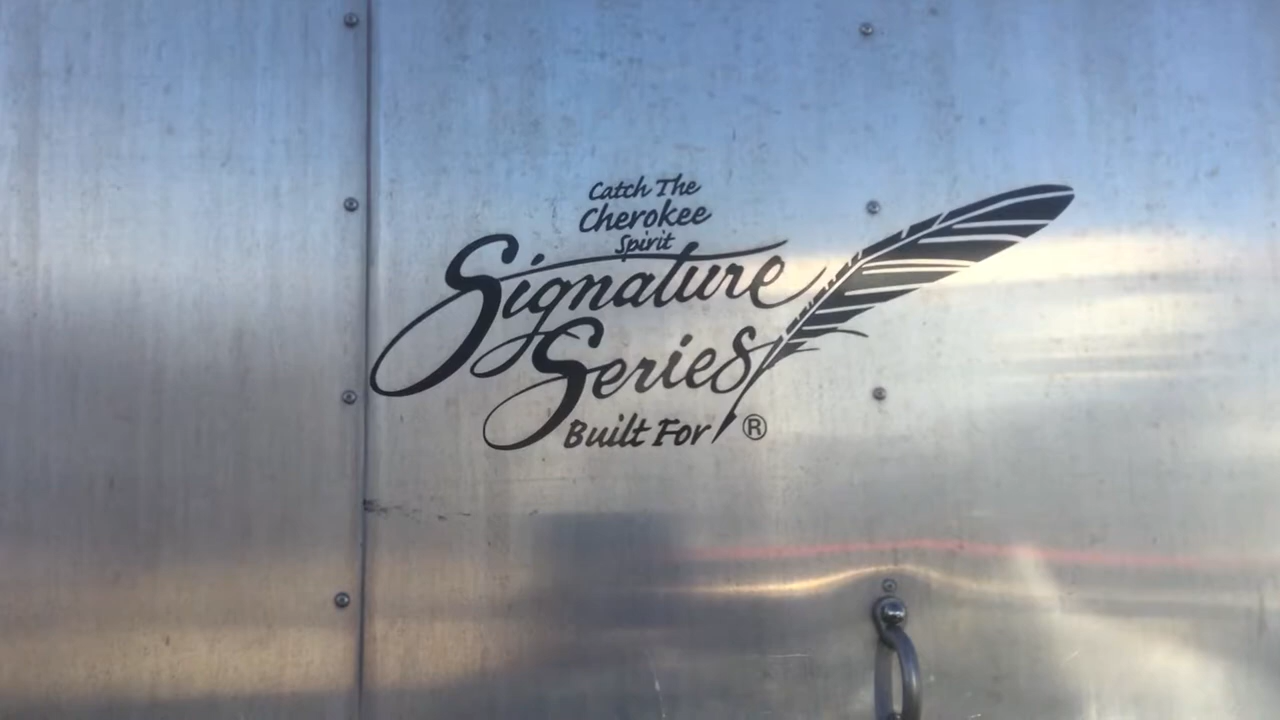 Catch The
Cherokee
Spirit
Signature
Series
Built For ®